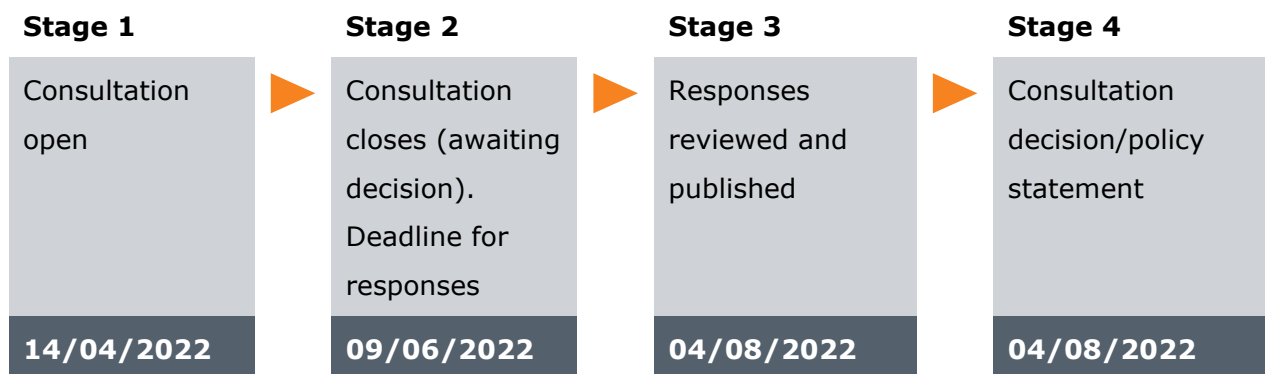 Stage 1
Consultation
open
14/04/2022
Stage 2
Consultation
closes (awaiting
decision).
Deadline for
responses
09/06/2022
Stage 3
Responses
reviewed and
published
04/08/2022
Stage 4
Consultation
decision/policy
statement
04/08/2022